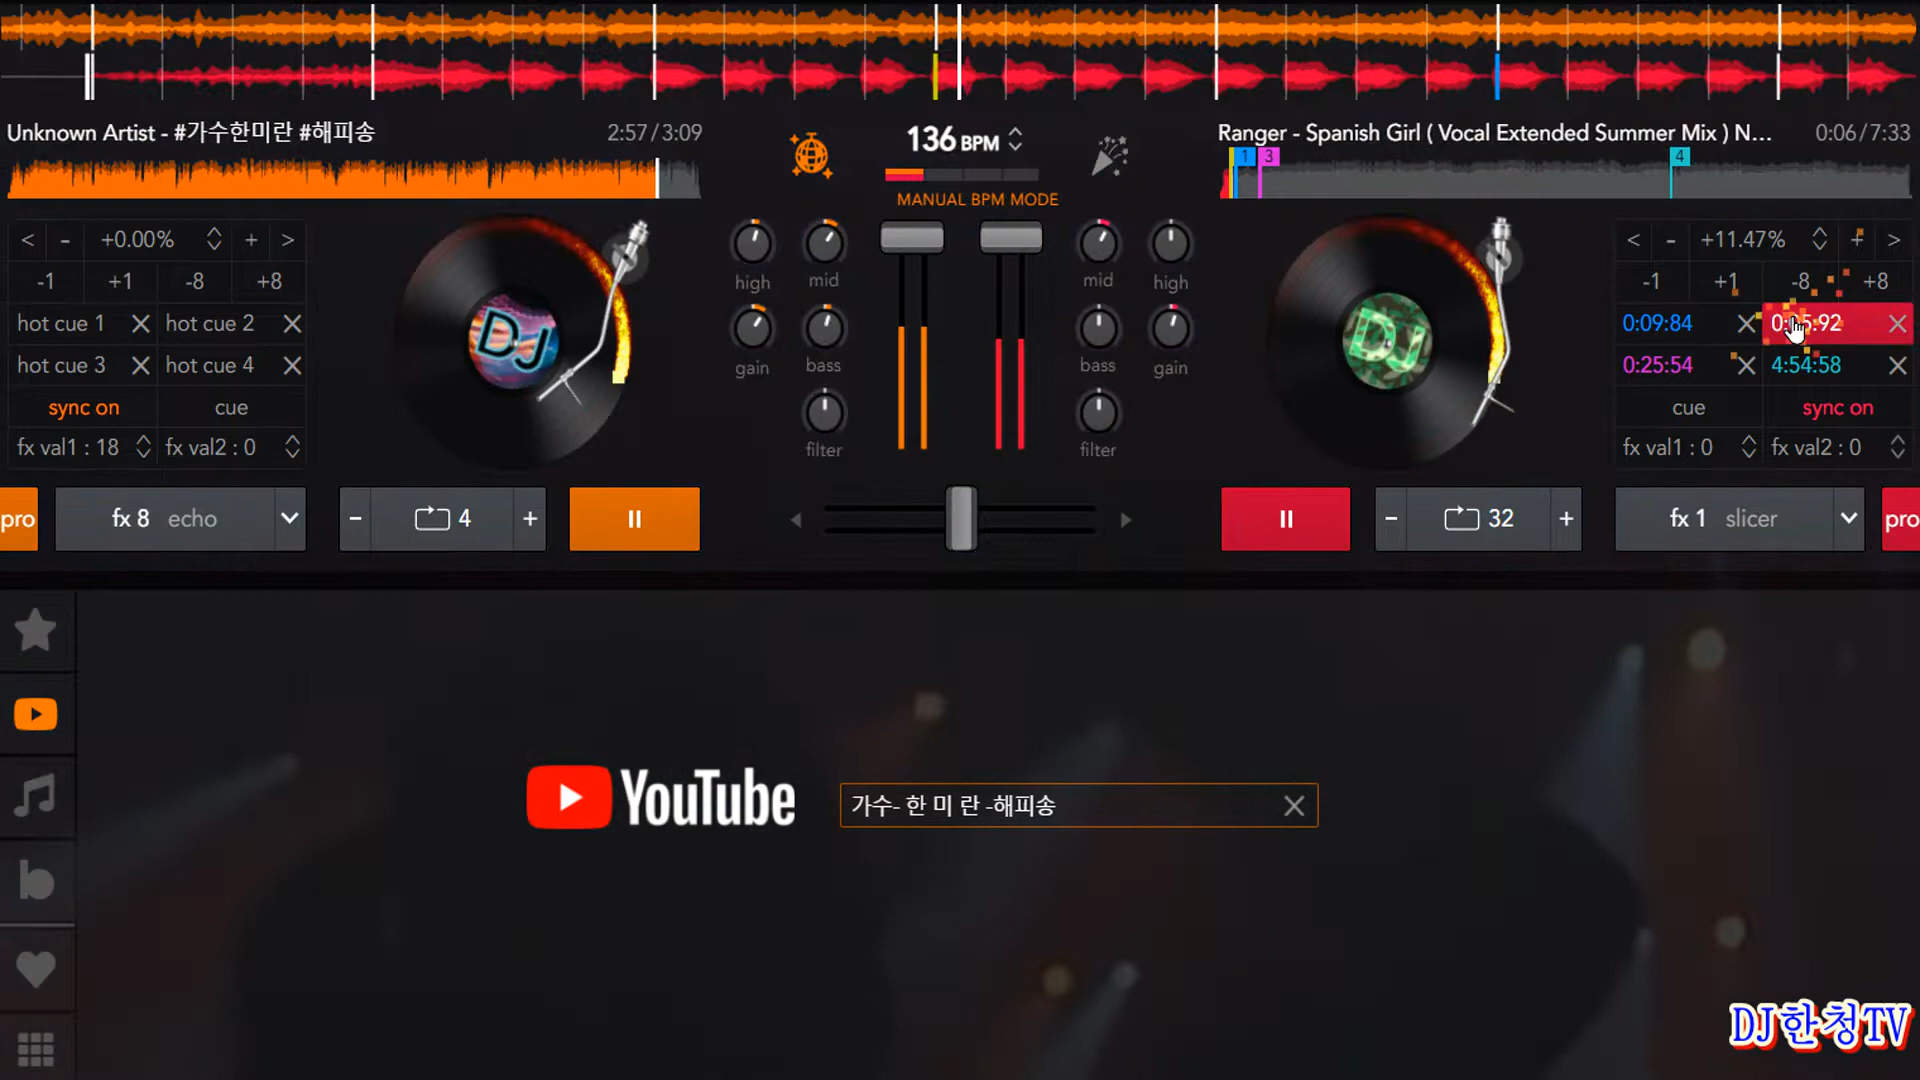 Unknown Artist - #가수한미란 #해피송
2:57/3:09
136 BPM
MANUAL BPM MODE
Ranger - Spanish Girl ( Vocal Extended Summer Mix ) N...
0:06/7:33
1
3
4
< - +0.00% + >
-1 +1 -8 +8
hot cue 1 hot cue 2
hot cue 3 hot cue 4
sync on cue
fx val1 : 18 fx val2 : 0
DJ
high mid
gain bass
filter
mid high
bass gain
filter
DJ
< - +11.47% + >
-1 +1 -8 +8
0:09:84
0:25:54 4:54:58
cue sync on
fx val1 : 0 fx val2 : 0
pro
fx 8 echo
- 4 +
- 32 +
fx 1 slicer
pro
YouTube
가수- 한 미 란 -해피송
DJ한청TV